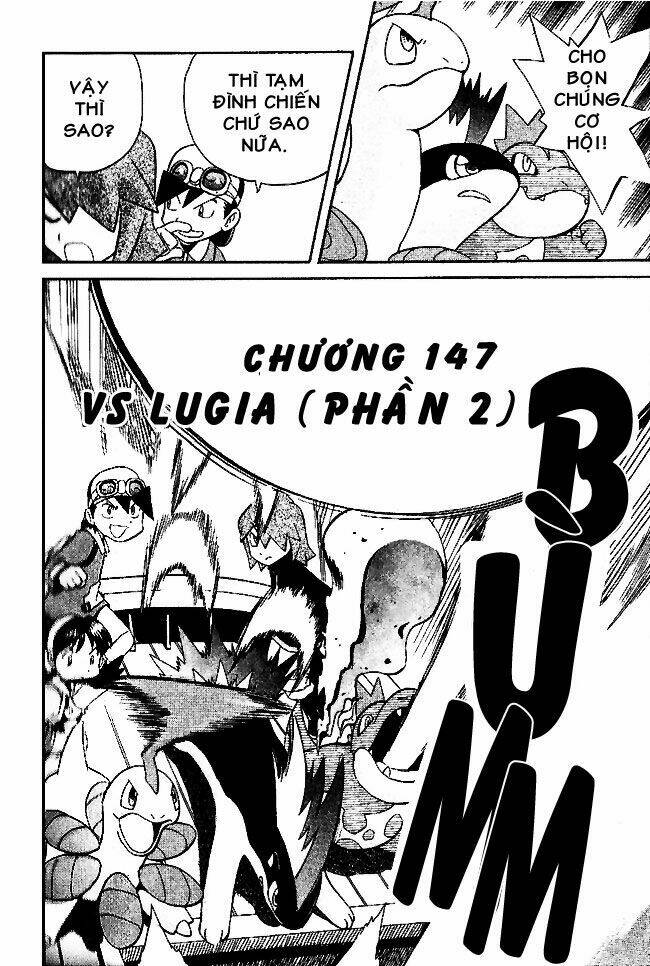 CHO
BỌN
CHÚNG
CƠ
HỘI!
THÌ TẠM
ĐÌNH CHIẾN
CHỨ SAO
NỮA.
VẬY
THÌ
SAO?
CHƯƠNG 147
VS LUGIA (PHẦN 2)
BÙMM